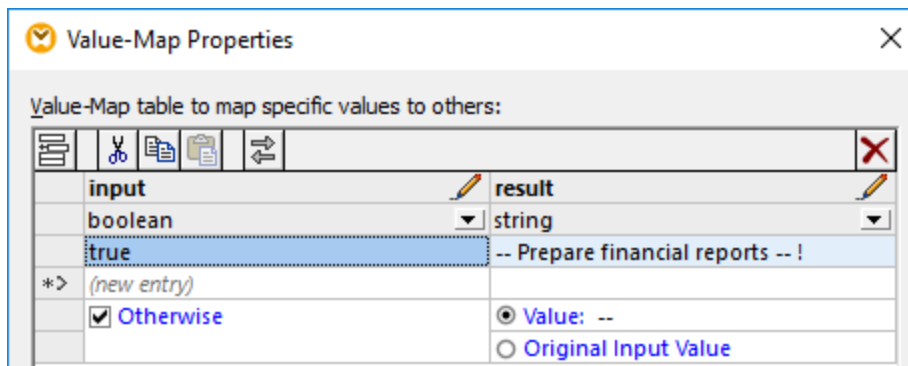 Value-Map Properties
Value-Map table to map specific values to others:
input result
boolean string
true -- Prepare financial reports -- !
(new entry)
Otherwise Value: --
Original Input Value